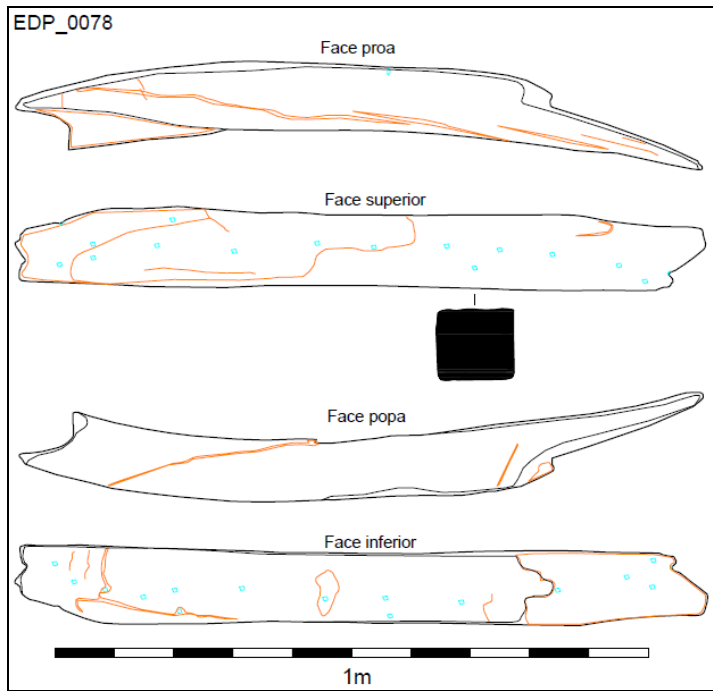 EDP_0078
Face proa
Face superior
Face popa
Face inferior
1m